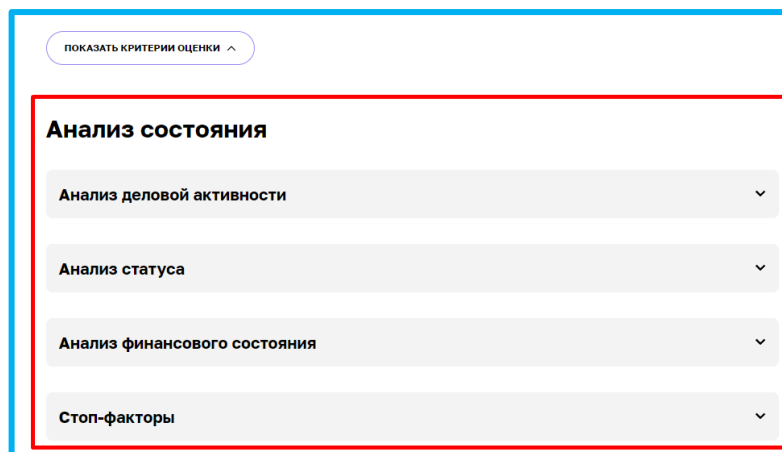 ПОКАЗАТЬ КРИТЕРИИ ОЦЕНКИ
Анализ состояния
Анализ деловой активности
Анализ статуса
Анализ финансового состояния
Стоп-факторы